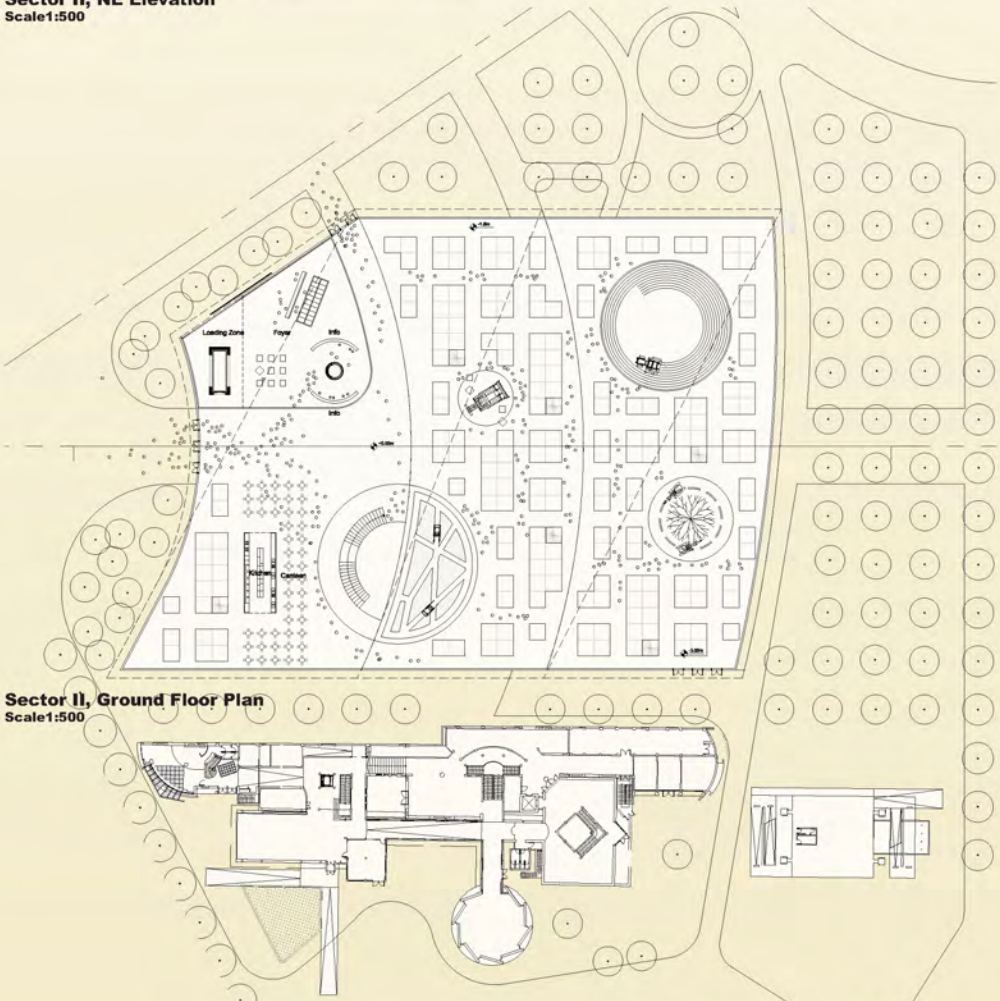 Sector II, NE Elevation
Scale1:500
Loading Zone
Foyer
Info
Info
Kitchen
Canteen
Sector II, Ground Floor Plan
Scale1:500